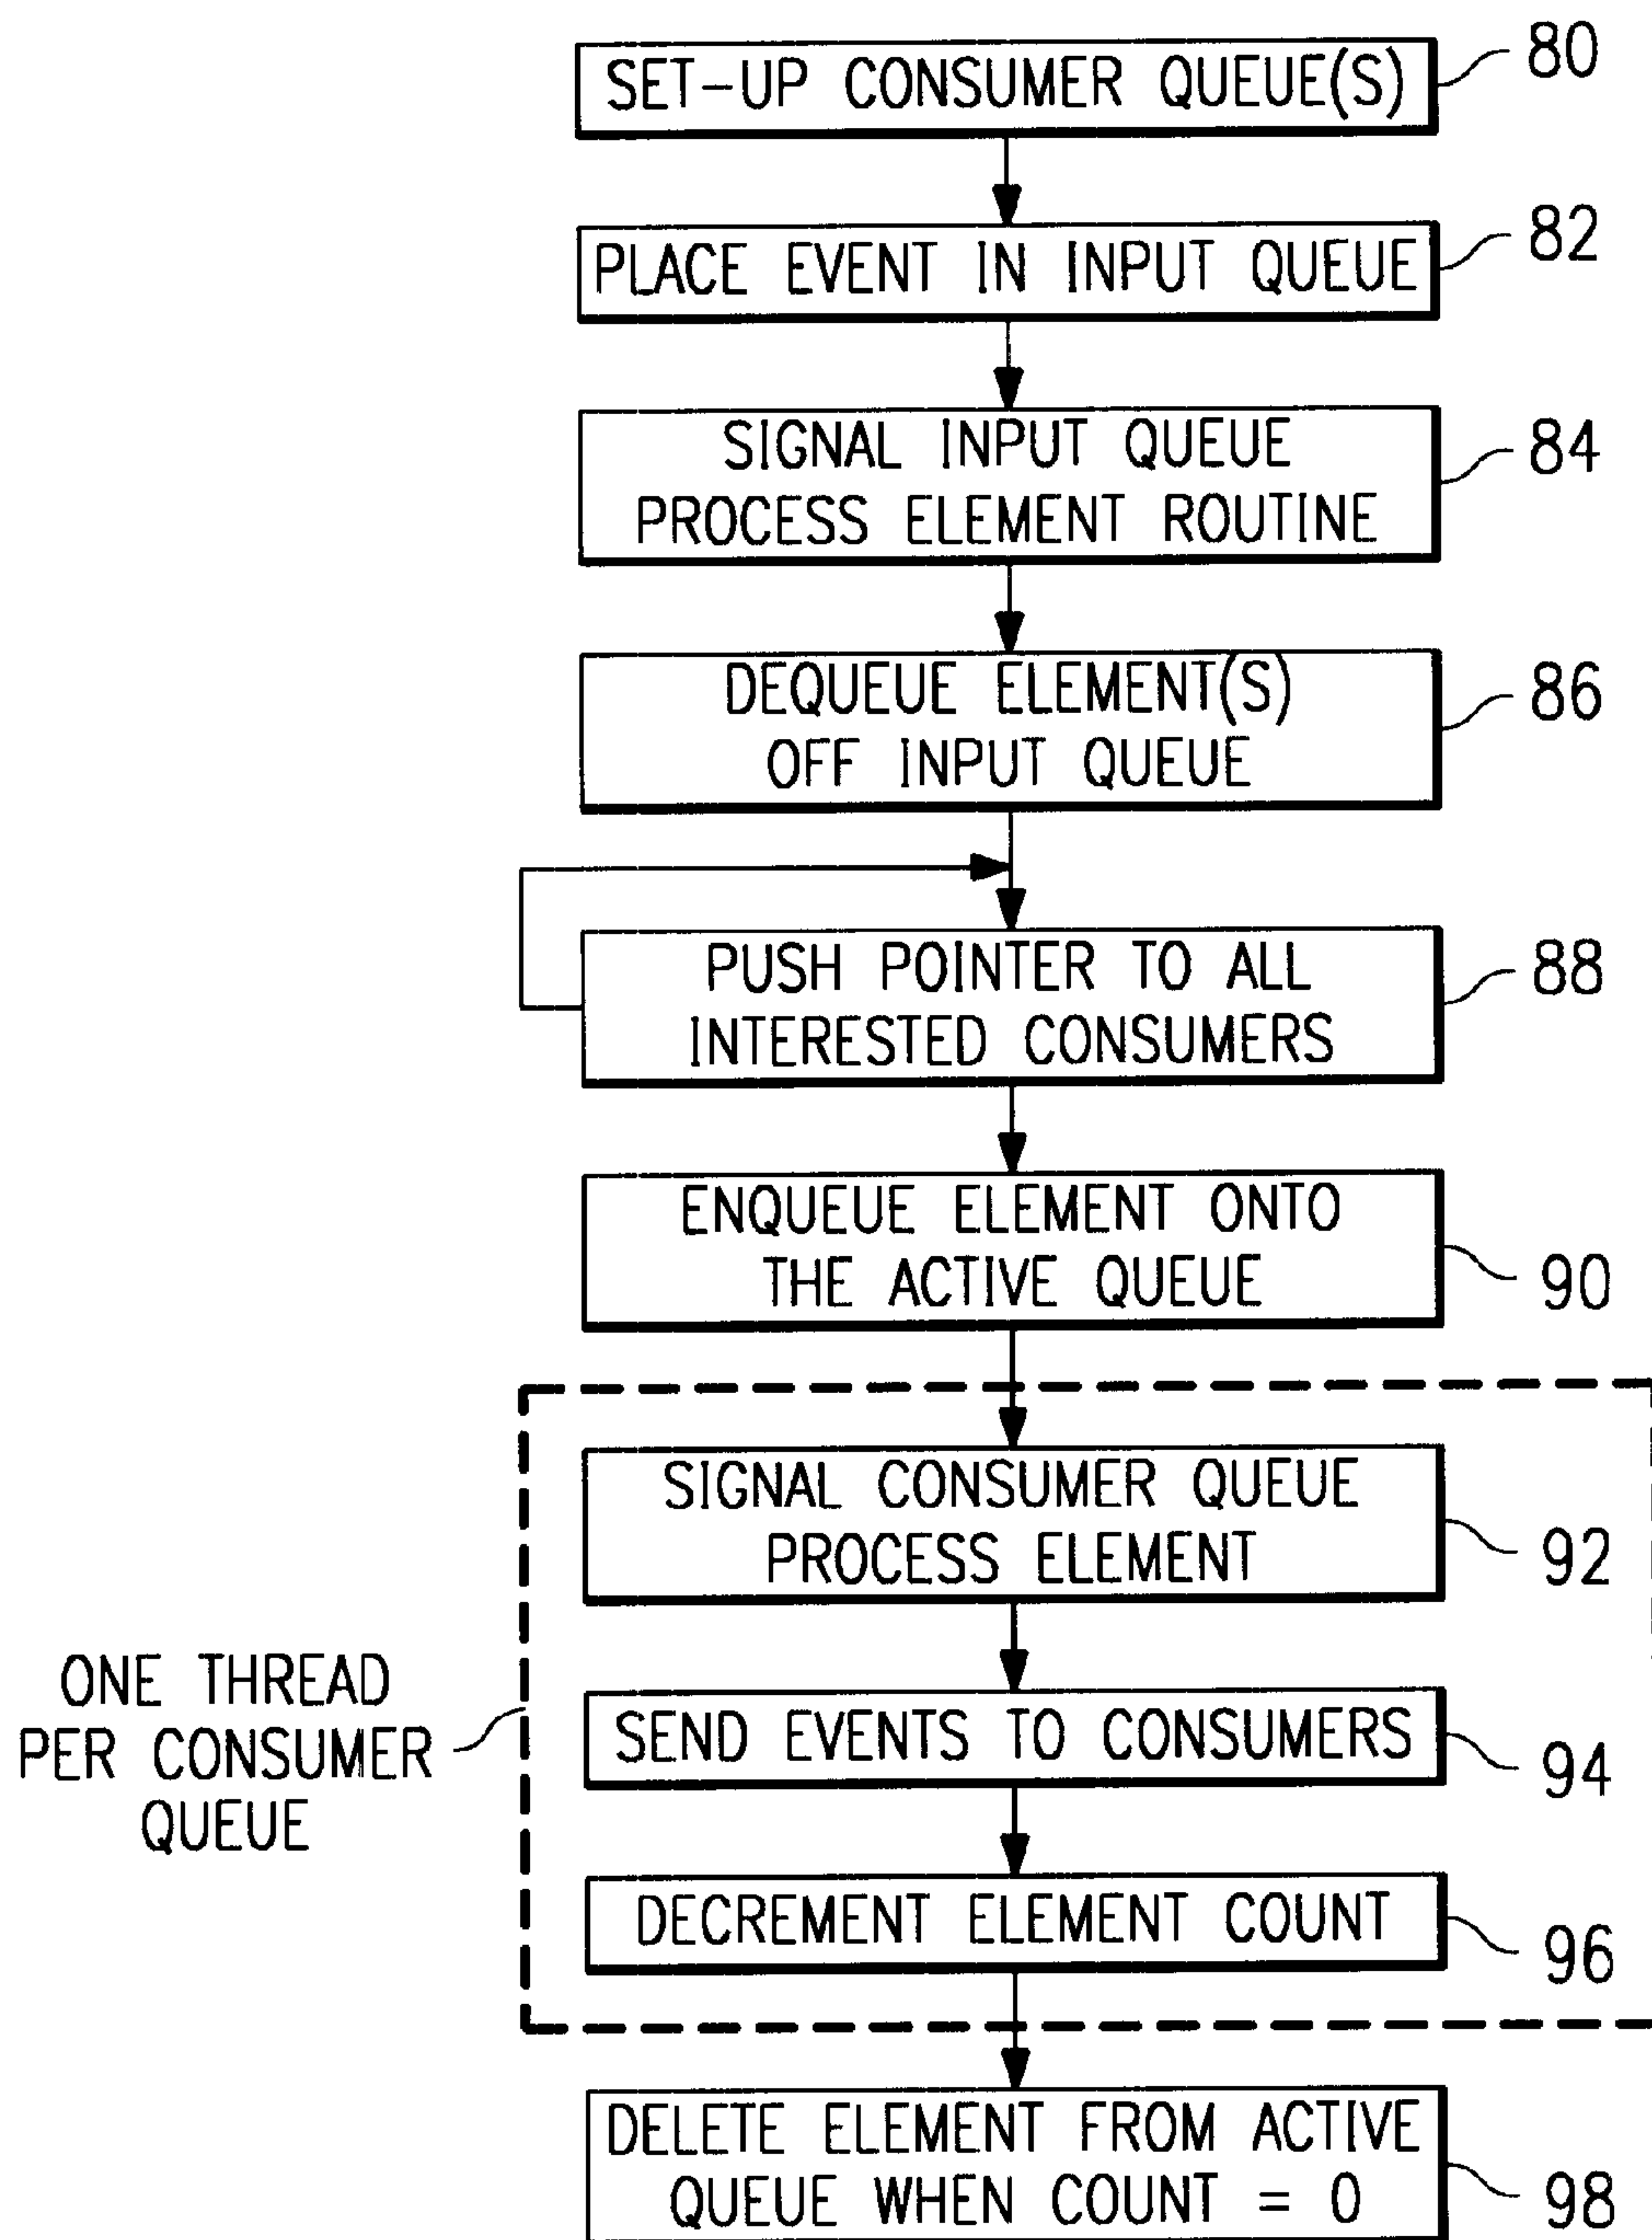 SET-UP CONSUMER QUEUE(S)
80
PLACE EVENT IN INPUT QUEUE
82
SIGNAL INPUT QUEUE
PROCESS ELEMENT ROUTINE
84
DEQUEUE ELEMENT(S)
OFF INPUT QUEUE
86
PUSH POINTER TO ALL
INTERESTED CONSUMERS
88
ENQUEUE ELEMENT ONTO
THE ACTIVE QUEUE
90
SIGNAL CONSUMER QUEUE
PROCESS ELEMENT
92
ONE THREAD
PER CONSUMER
QUEUE
SEND EVENTS TO CONSUMERS
94
DECREMENT ELEMENT COUNT
96
DELETE ELEMENT FROM ACTIVE
QUEUE WHEN COUNT = 0
98